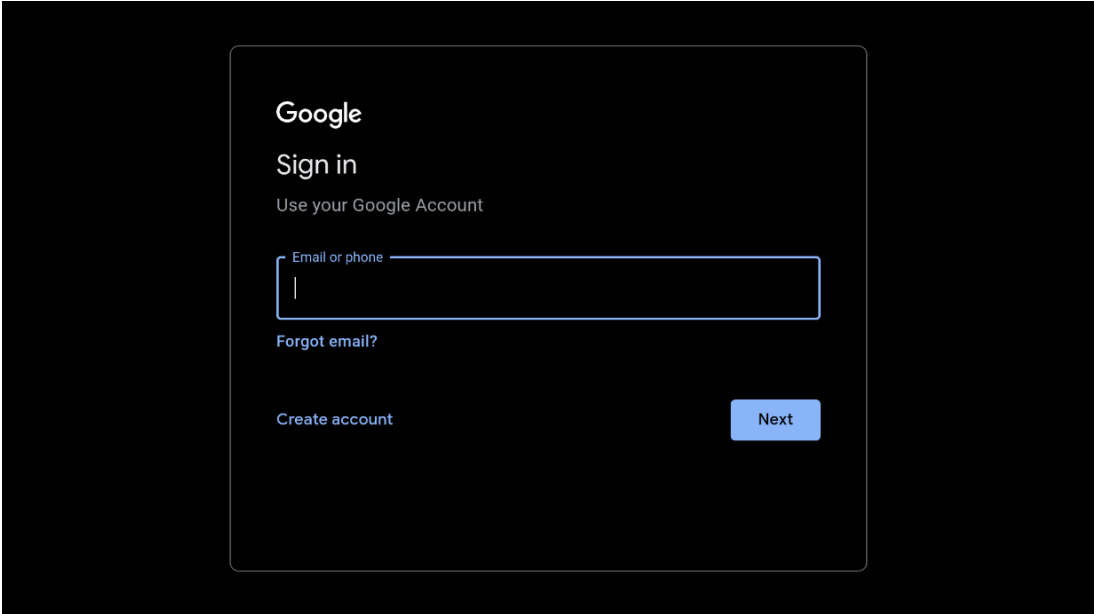 Google
Sign in
Use your Google Account
Email or phone
Forgot email?
Create account
Next